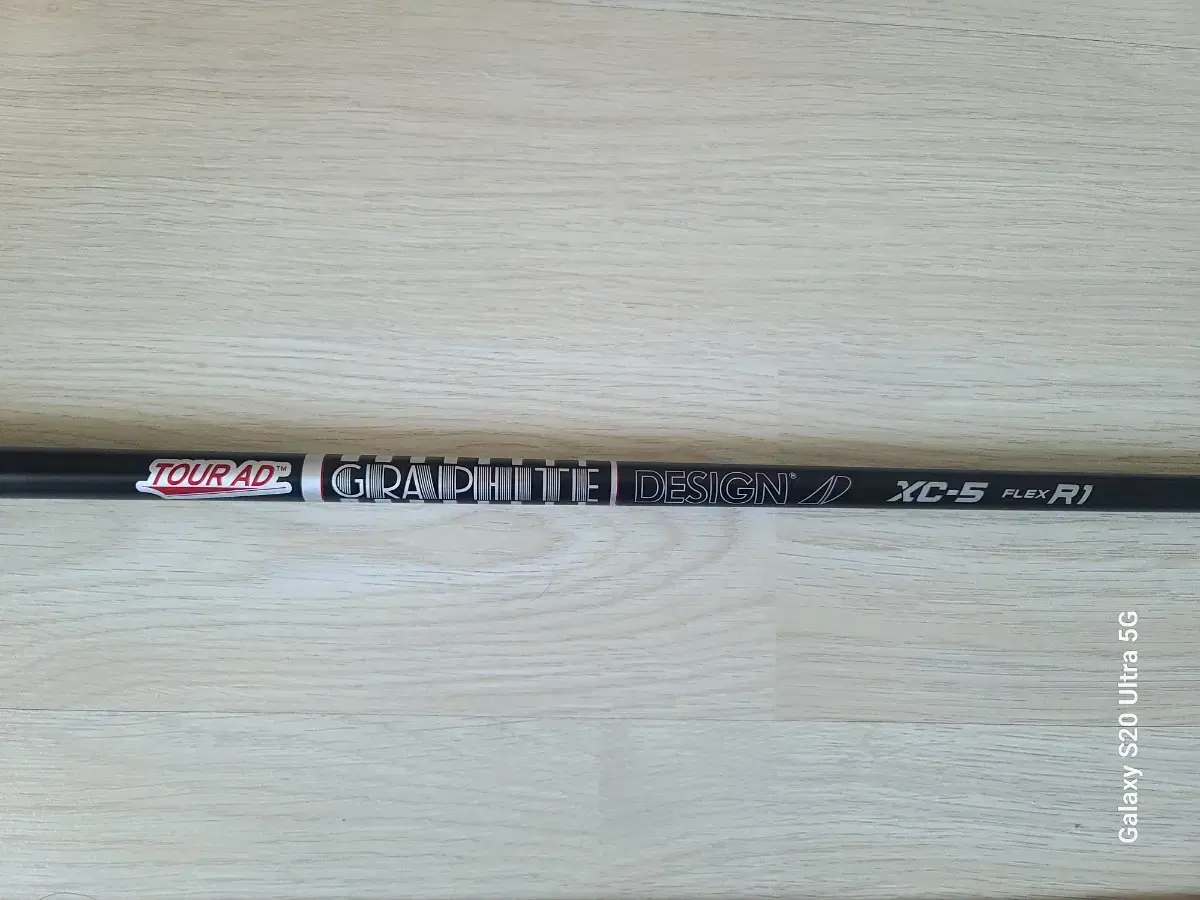 TOUR AD™ GRAPHITE DESIGN® XC-5 FLEX R1
Galaxy S20 Ultra 5G